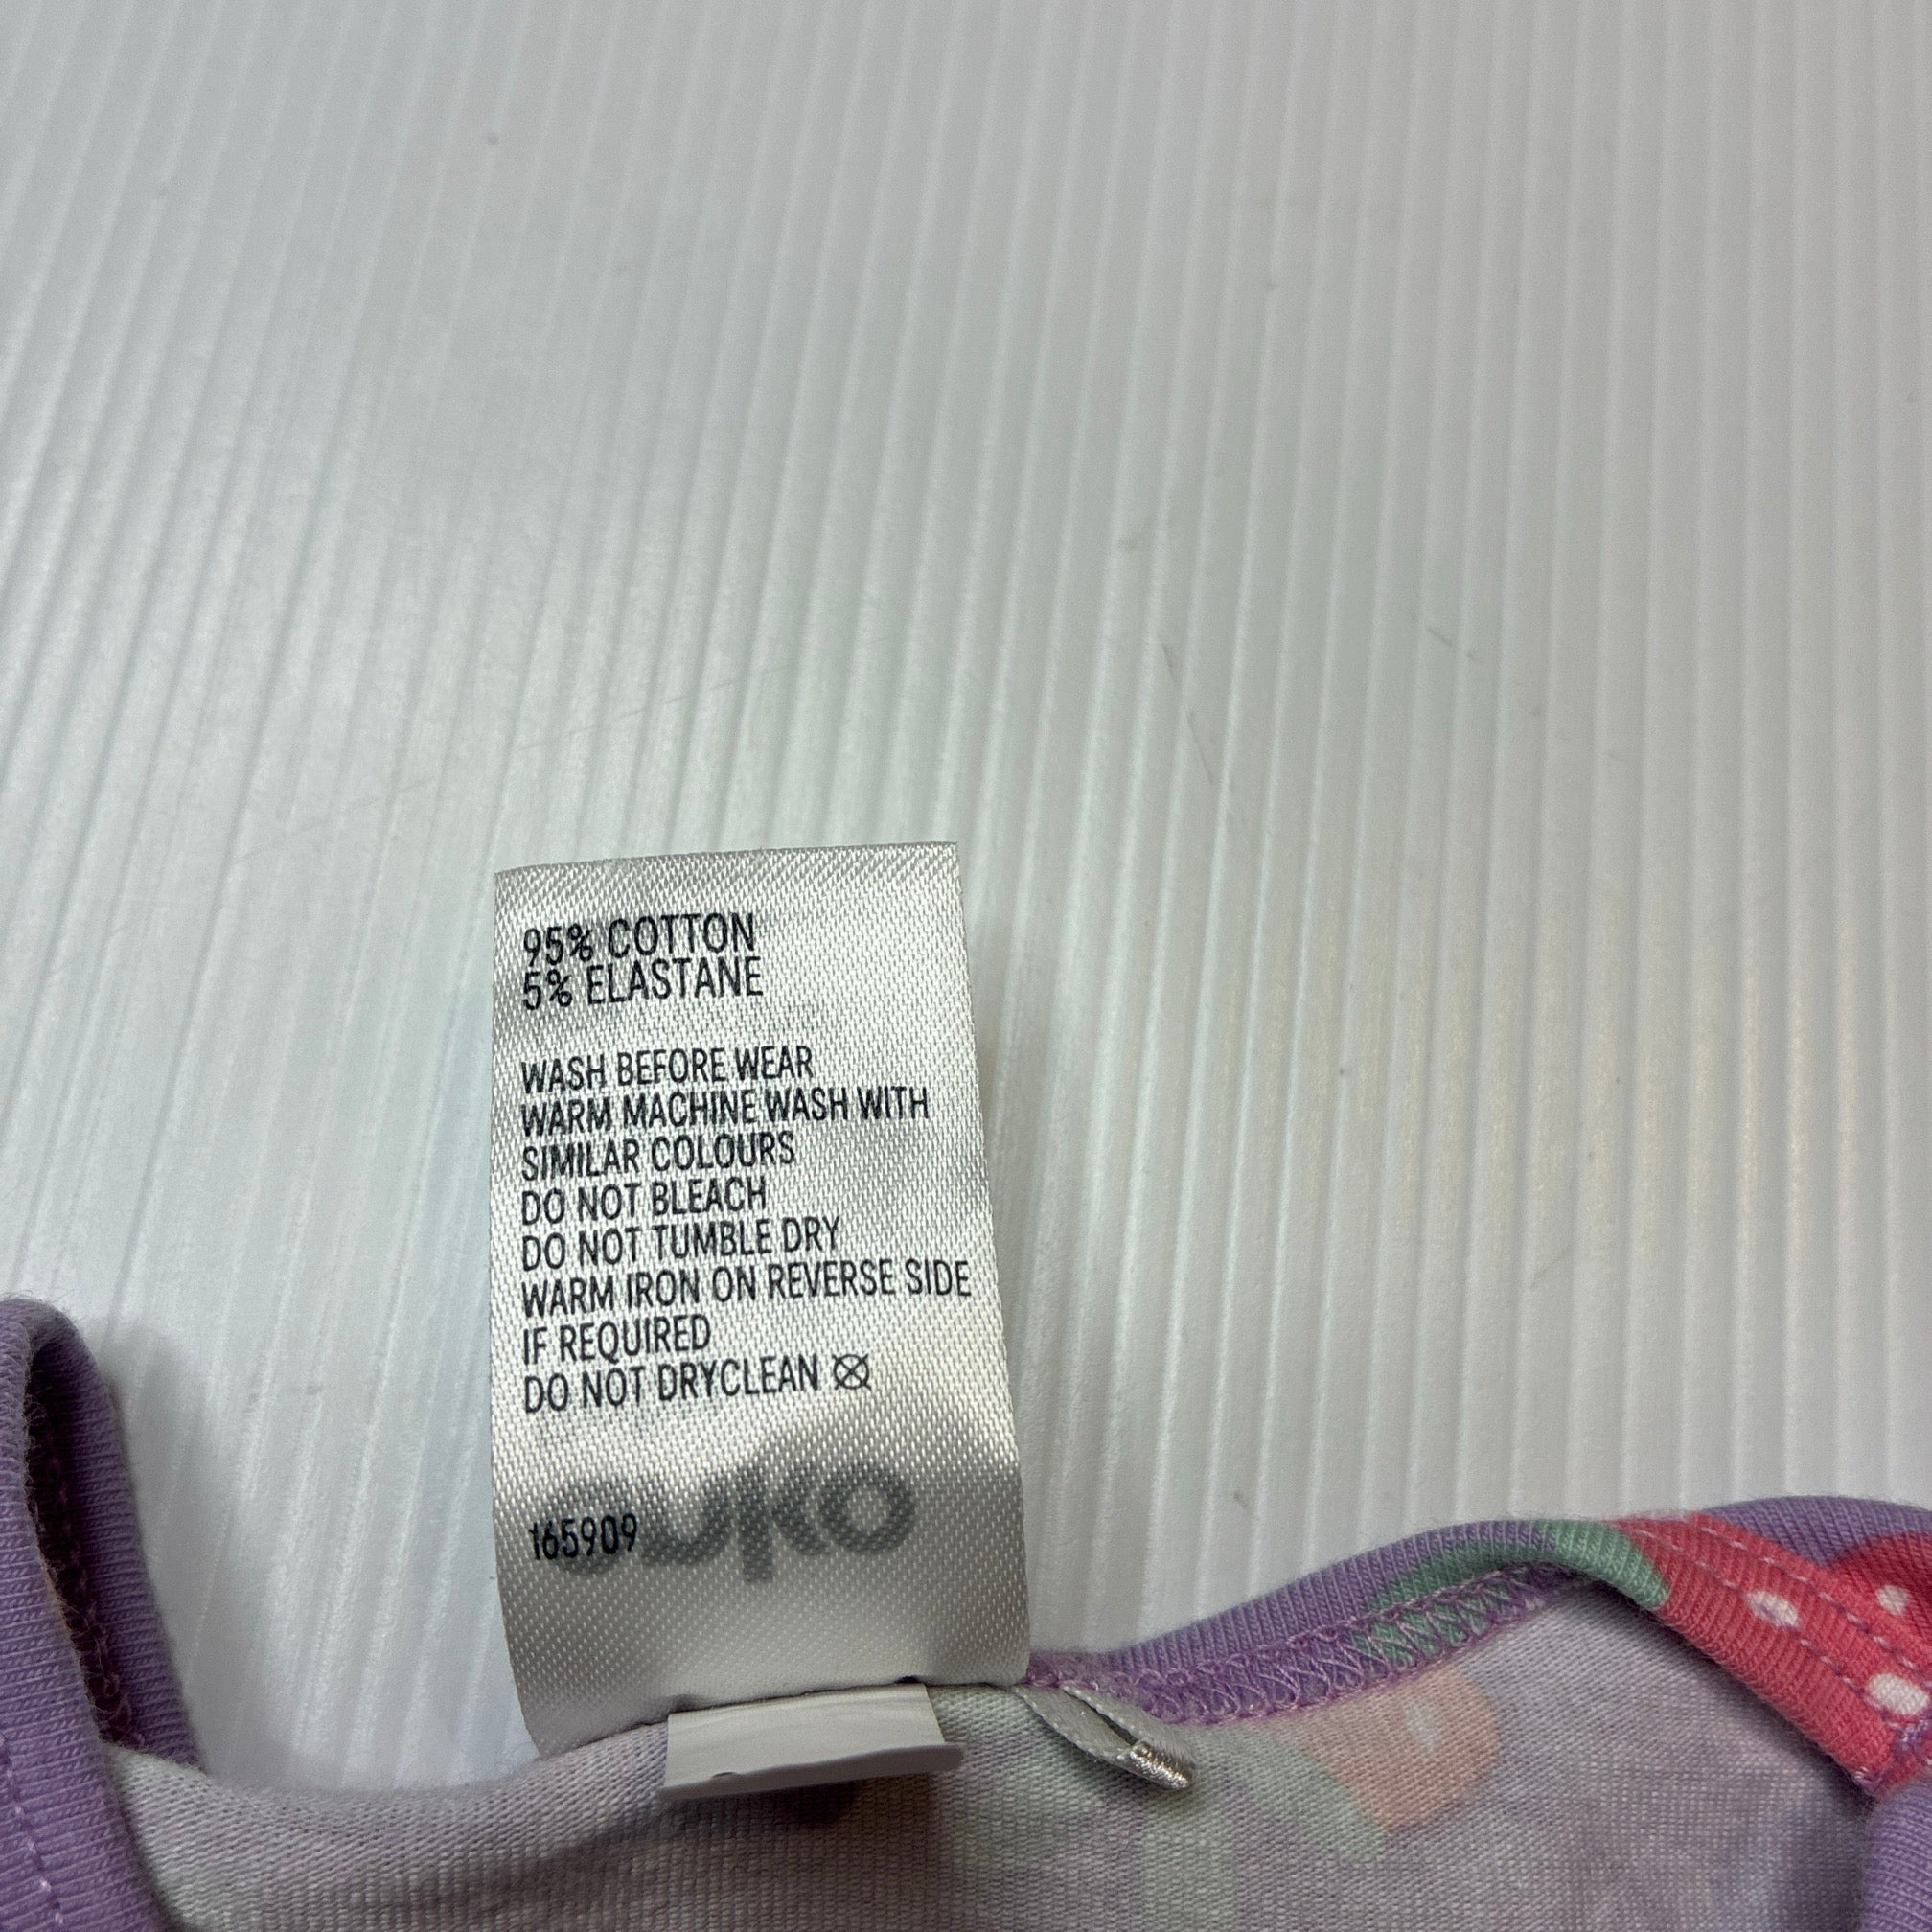 95% COTTON
5% ELASTANE
WASH BEFORE WEAR
WARM MACHINE WASH WITH
SIMILAR COLOURS
DO NOT BLEACH
DO NOT TUMBLE DRY
WARM IRON ON REVERSE SIDE
IF REQUIRED
DO NOT DRYCLEAN
165909